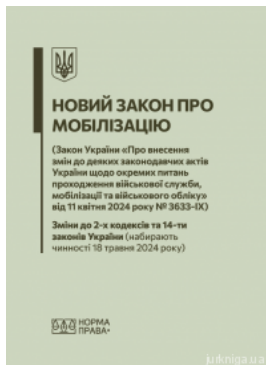 НОВИЙ ЗАКОН ПРО
МОБІЛІЗАЦІЮ
(Закон України «Про внесення
змін до деяких законодавчих актів
України щодо окремих питань
проходження військової служби,
мобілізації та військового обліку»
від 11 квітня 2024 року № 3633-IX)
Зміни до 2-х кодексів та 14-ти
законів України (набирають
чинності 18 травня 2024 року)
НОРМА
ПРАВА®
jurkniga.ua